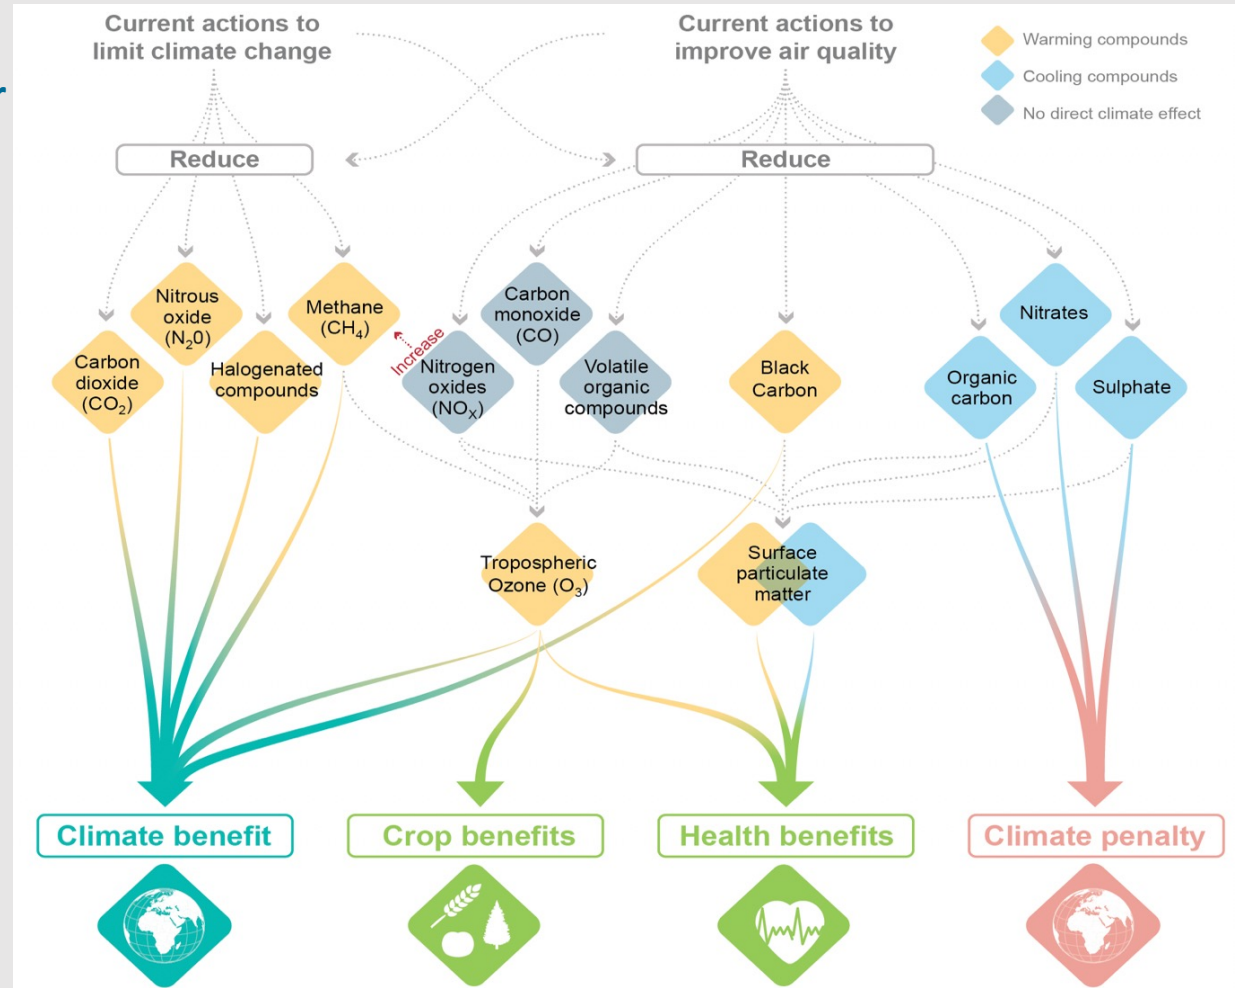 Current actions to
limit climate change
Current actions to
improve air quality
Warming compounds
Cooling compounds
No direct climate effect
Reduce
Reduce
Nitrous
oxide
(N₂0)
Methane
(CH₄)
Carbon
monoxide
(CO)
Nitrates
Increase
Carbon
dioxide
(CO₂)
Halogenated
compounds
Nitrogen
oxides
(NOₓ)
Volatile
organic
compounds
Black
Carbon
Organic
carbon
Sulphate
Tropospheric
Ozone (O₃)
Surface
particulate
matter
Climate benefit
Crop benefits
Health benefits
Climate penalty